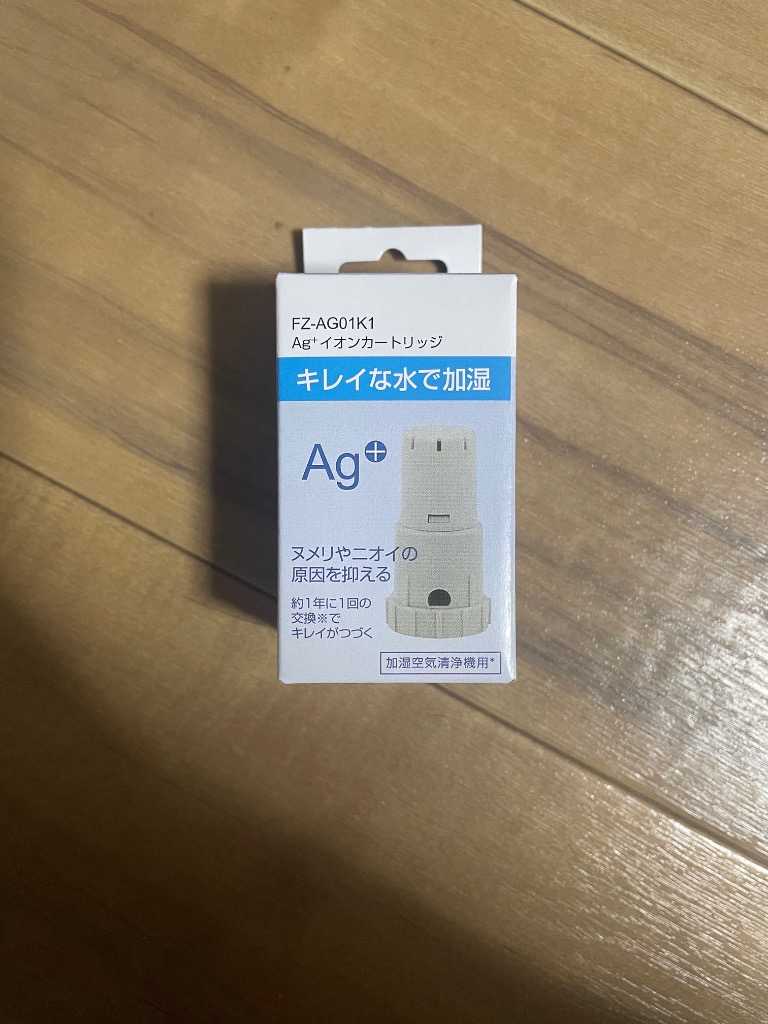 FZ-AG01K1
Ag⁺イオンカートリッジ
キレイな水で加湿
Ag⁺
ヌメリやニオイの
原因を抑える
約1年に1回の
交換※で
キレイがつづく
加湿空気清浄機用*